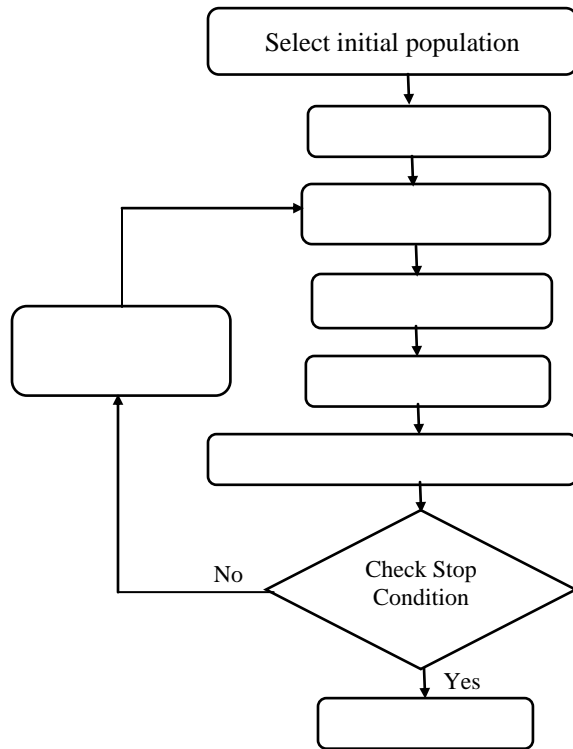 Select initial population
No
Check Stop
Condition
Yes